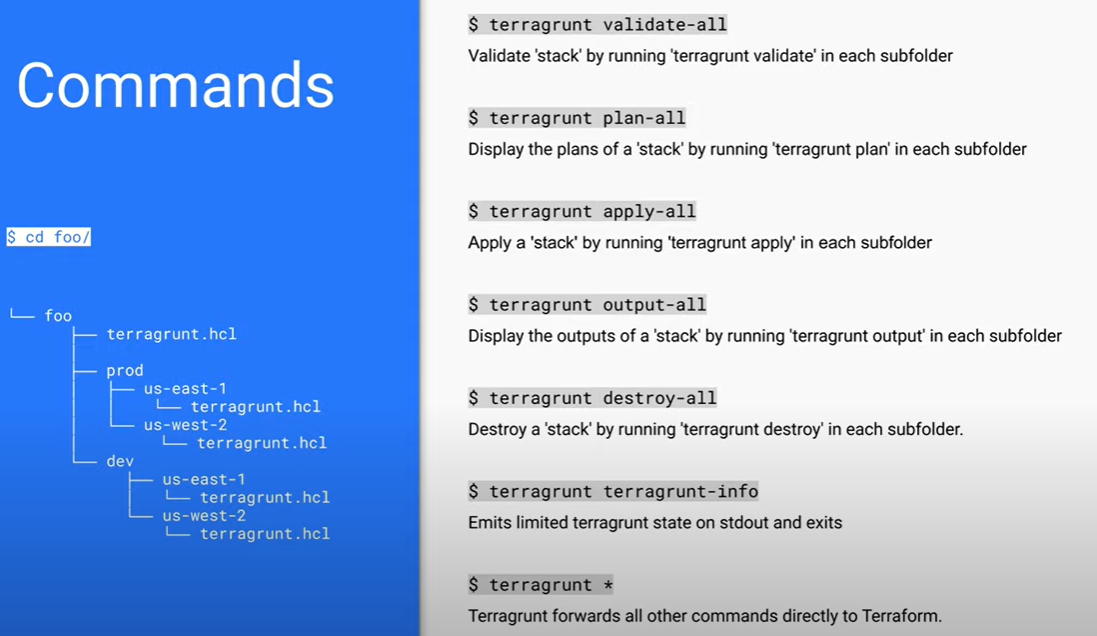 Commands
$ cd foo/
└── foo
├── terragrunt.hcl
├── prod
├── us-east-1
└── terragrunt.hcl
└── us-west-2
└── terragrunt.hcl
└── dev
├── us-east-1
└── terragrunt.hcl
└── us-west-2
└── terragrunt.hcl
$ terragrunt validate-all
Validate 'stack' by running 'terragrunt validate' in each subfolder
$ terragrunt plan-all
Display the plans of a 'stack' by running 'terragrunt plan' in each subfolder
$ terragrunt apply-all
Apply a 'stack' by running 'terragrunt apply' in each subfolder
$ terragrunt output-all
Display the outputs of a 'stack' by running 'terragrunt output' in each subfolder
$ terragrunt destroy-all
Destroy a 'stack' by running 'terragrunt destroy' in each subfolder.
$ terragrunt terragrunt-info
Emits limited terragrunt state on stdout and exits
$ terragrunt *
Terragrunt forwards all other commands directly to Terraform.